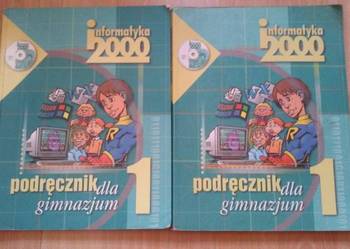 informatyka
2000
podręcznik dla
gimnazjum
1
informatyka
2000
podręcznik dla
gimnazjum
1